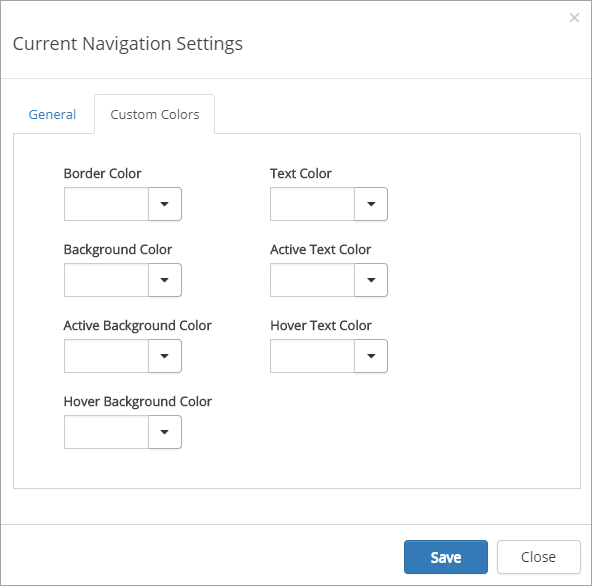 Current Navigation Settings
General
Custom Colors
Border Color
Text Color
Background Color
Active Text Color
Active Background Color
Hover Text Color
Hover Background Color
Save
Close